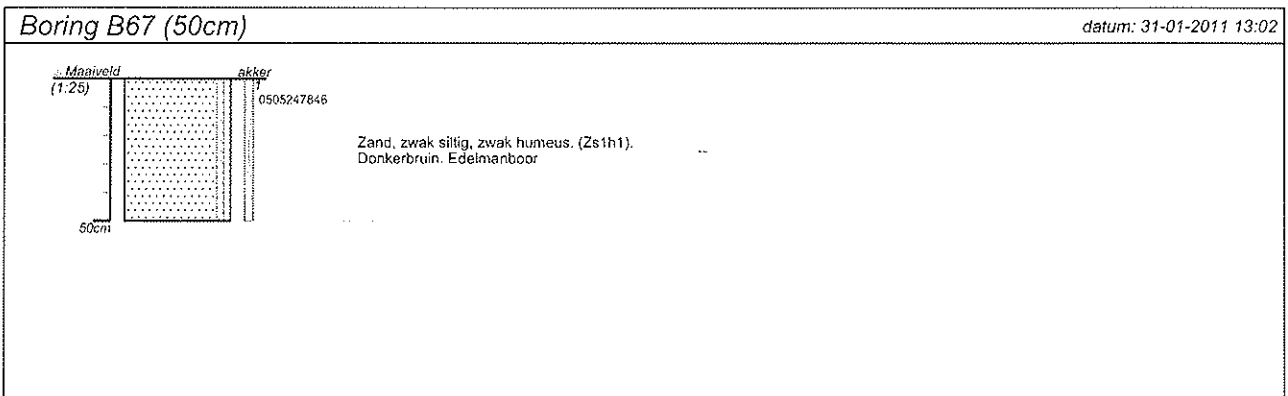 Boring B67 (50cm)
datum: 31-01-2011 13:02
Maaiveld
akker
(1:25)
1
0505247846
Zand, zwak siltig, zwak humeus. (Zs1h1).
Donkerbruin. Edelmanboor
50cm